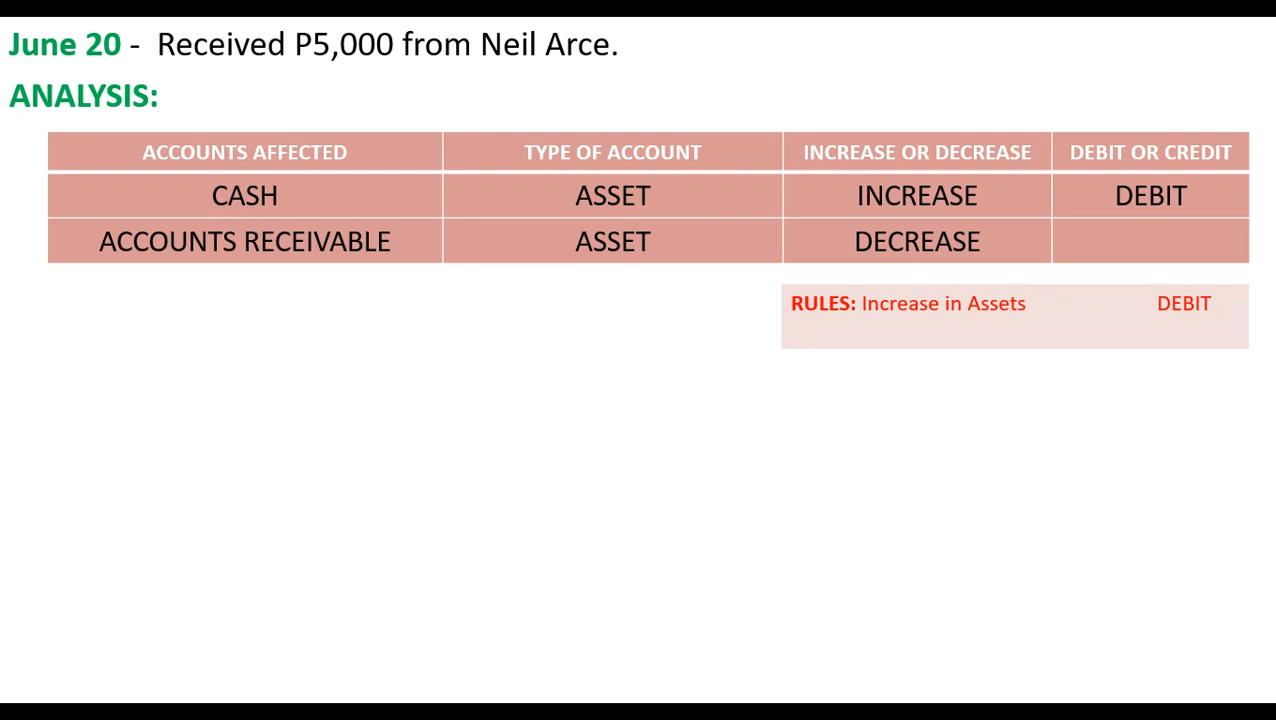 June 20 - Received P5,000 from Neil Arce.
ANALYSIS:
ACCOUNTS AFFECTED TYPE OF ACCOUNT INCREASE OR DECREASE DEBIT OR CREDIT
CASH ASSET INCREASE DEBIT
ACCOUNTS RECEIVABLE ASSET DECREASE
RULES: Increase in Assets DEBIT